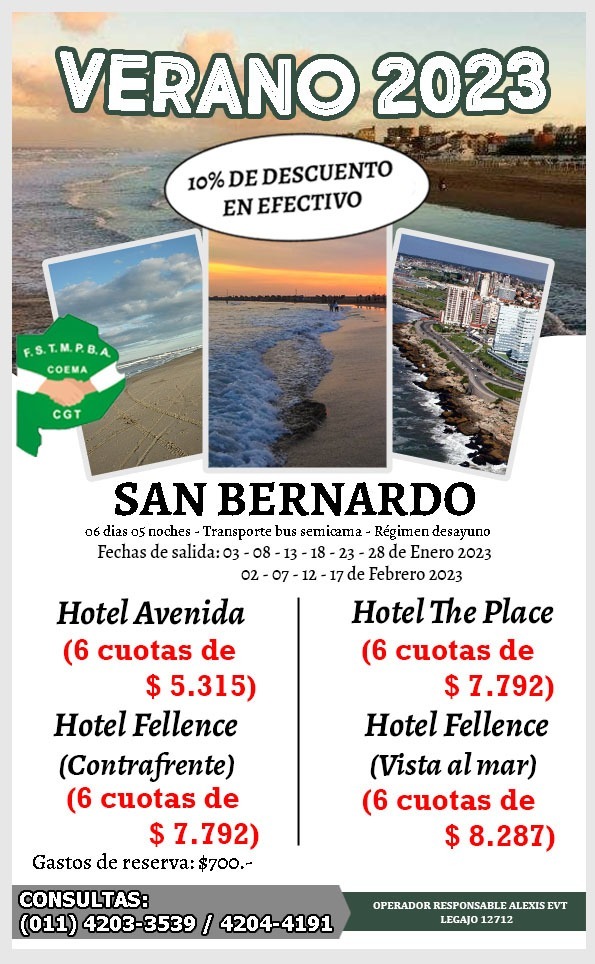 VERANO 2023
10% DE DESCUENTO
EN EFECTIVO
F.S.T.M.P.B.A.
COEMA
CGT
SAN BERNARDO
06 dias 05 noches - Transporte bus semicama - Régimen desayuno
Fechas de salida: 03 - 08 - 13 - 18 - 23 - 28 de Enero 2023
02 - 07 - 12 - 17 de Febrero 2023
Hotel Avenida
(6 cuotas de
$ 5.315)
Hotel Fellence
(Contrafrente)
(6 cuotas de
$ 7.792)
Hotel The Place
(6 cuotas de
$ 7.792)
Hotel Fellence
(Vista al mar)
(6 cuotas de
$ 8.287)
Gastos de reserva: $700.-
CONSULTAS:
(011) 4203-3539 / 4204-4191
OPERADOR RESPONSABLE ALEXIS EVT
LEGAJO 12712